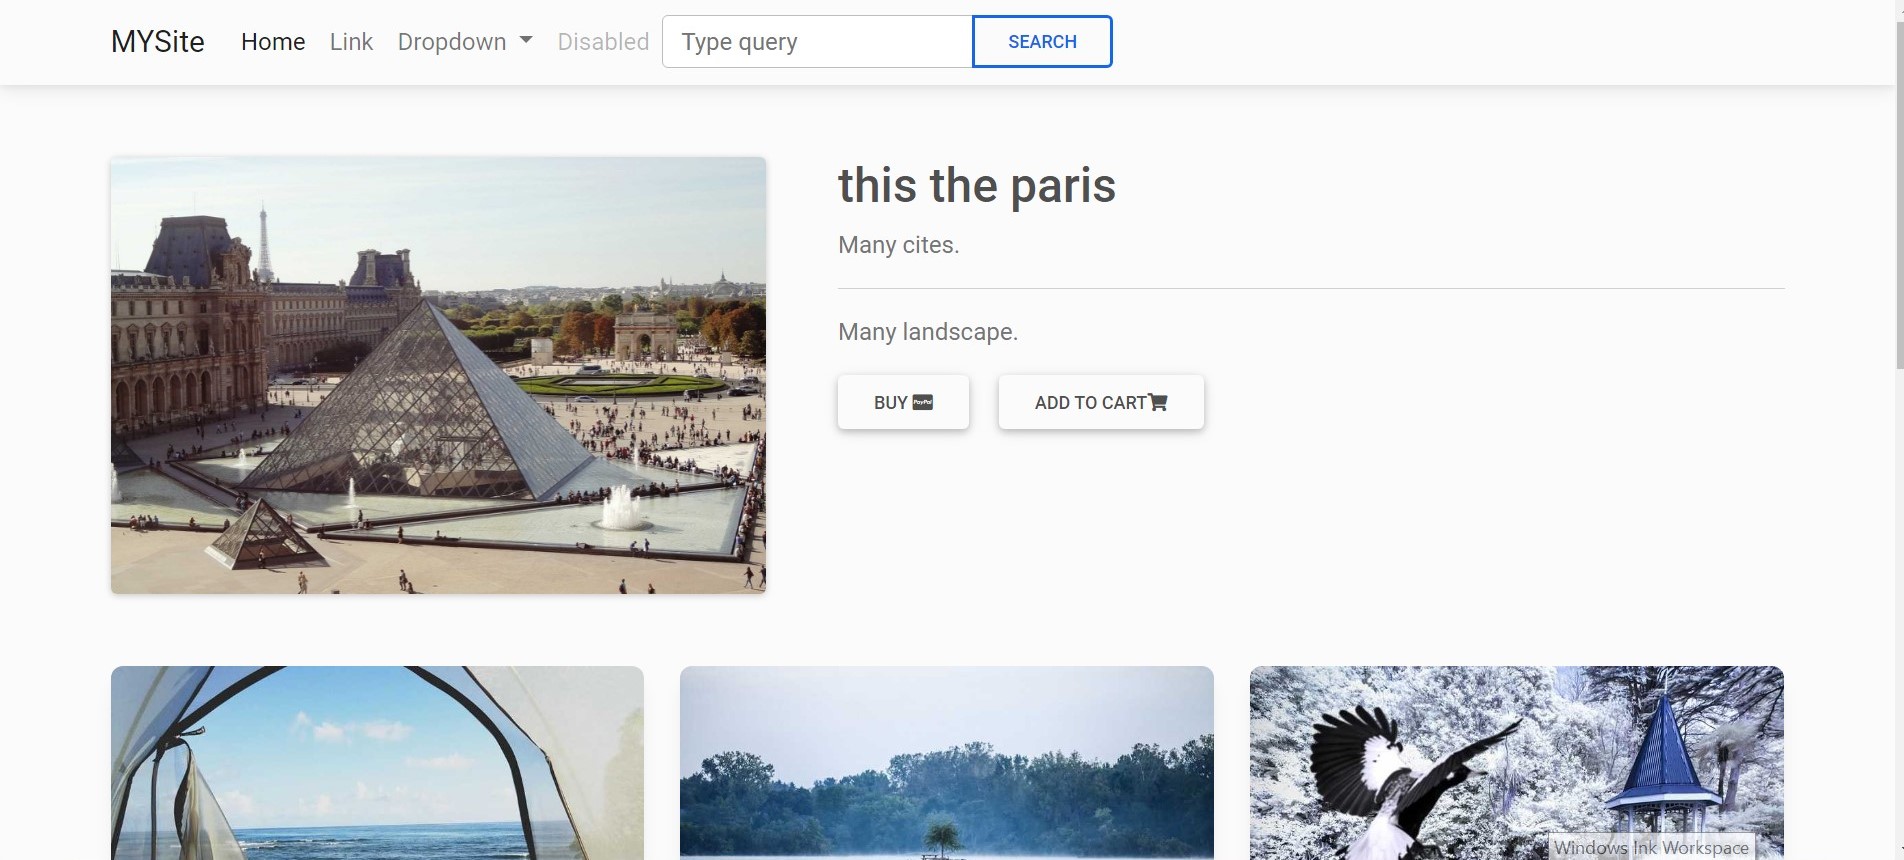 MYSite Home Link Dropdown Disabled Type query SEARCH
this the paris
Many cites.
Many landscape.
BUY PayPal ADD TO CART
Windows Ink Workspace